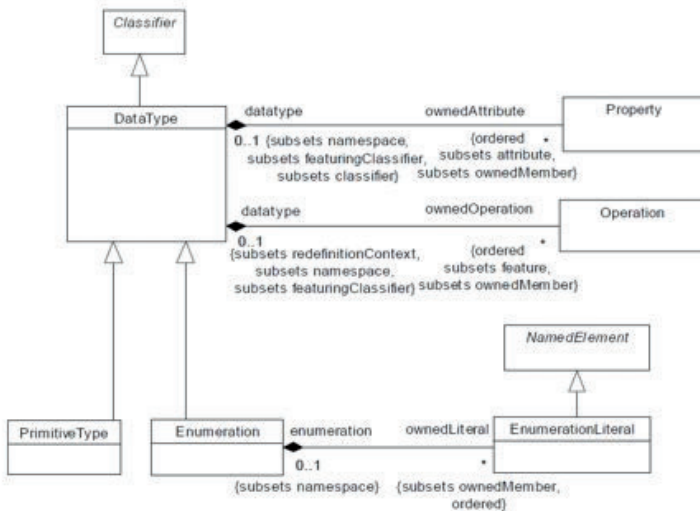 Classifier
DataType
datatype
ownedAttribute
Property
0..1 {subsets namespace,
subsets featuringClassifier,
subsets classifier}
{ordered *
subsets attribute,
subsets ownedMember}
datatype
ownedOperation
Operation
0..1
{subsets redefinitionContext,
subsets namespace,
subsets featuringClassifier}
*
{ordered
subsets feature,
subsets ownedMember}
NamedElement
PrimitiveType
Enumeration
enumeration
ownedLiteral
EnumerationLiteral
0..1
{subsets namespace}
*
{subsets ownedMember,
ordered}